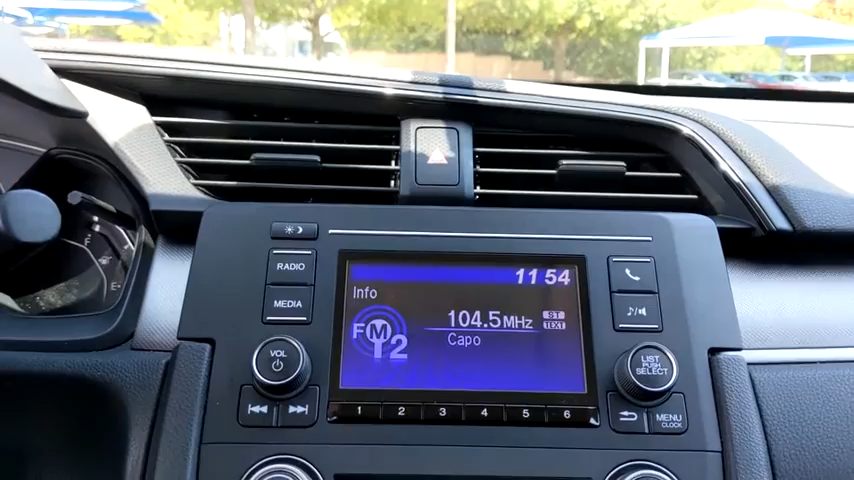 RADIO
MEDIA
VOL
11 54
Info
104.5MHz
ST
TEXT
FM
2
Capo
1 2 3 4 5 6
LIST
PUSH
SELECT
MENU
CLOCK
E